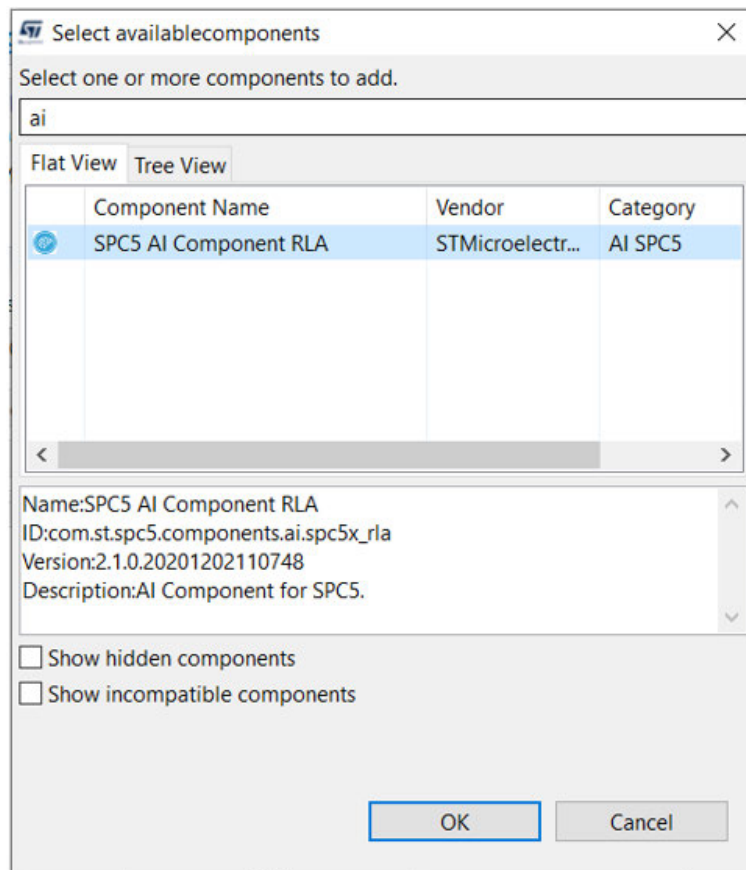 Select availablecomponents
Select one or more components to add.
ai
Flat View Tree View
Component Name Vendor Category
SPC5 AI Component RLA STMicroelectr... AI SPC5
Name:SPC5 AI Component RLA
ID:com.st.spc5.components.ai.spc5x_rla
Version:2.1.0.20201202110748
Description:AI Component for SPC5.
Show hidden components
Show incompatible components
OK Cancel